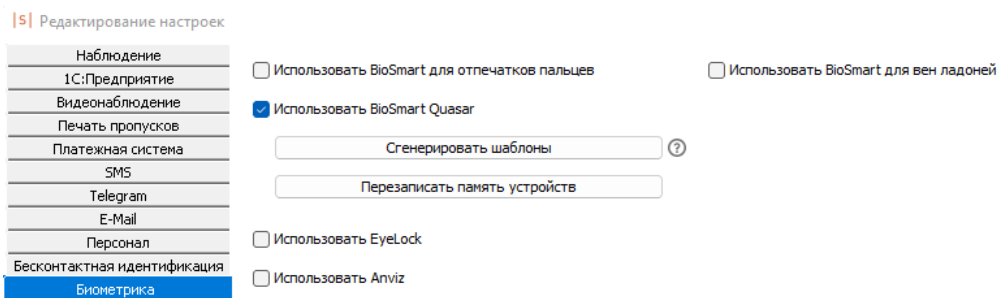 |S| Редактирование настроек
Наблюдение
1С:Предприятие
Видеонаблюдение
Печать пропусков
Платежная система
SMS
Telegram
E-Mail
Персонал
Бесконтактная идентификация
Биометрика
Использовать BioSmart для отпечатков пальцев
Использовать BioSmart для вен ладоней
Использовать BioSmart Quasar
Сгенерировать шаблоны
?
Перезаписать память устройств
Использовать EyeLock
Использовать Anviz